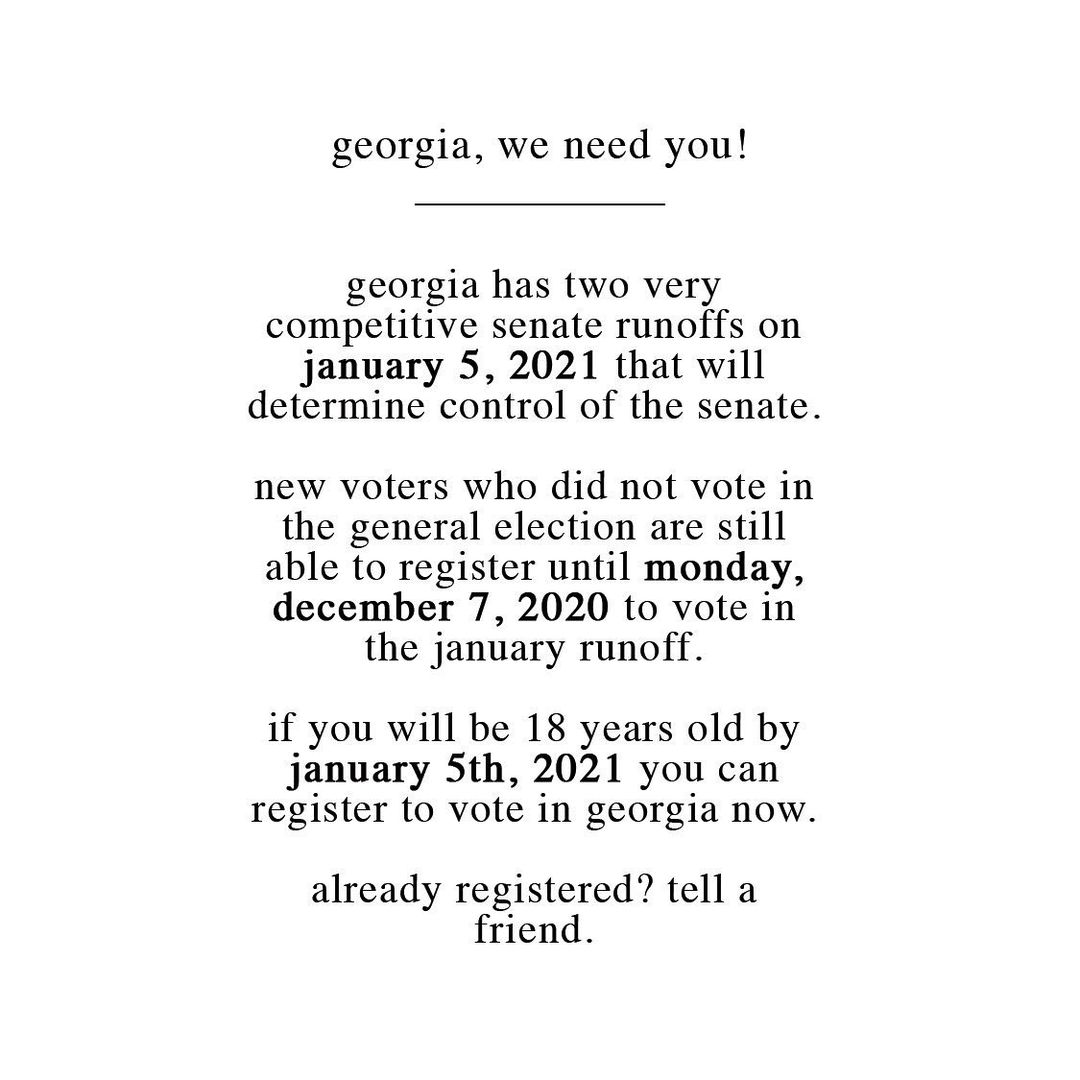 georgia, we need you!
georgia has two very
competitive senate runoffs on
january 5, 2021 that will
determine control of the senate.
new voters who did not vote in
the general election are still
able to register until monday,
december 7, 2020 to vote in
the january runoff.
if you will be 18 years old by
january 5th, 2021 you can
register to vote in georgia now.
already registered? tell a
friend.